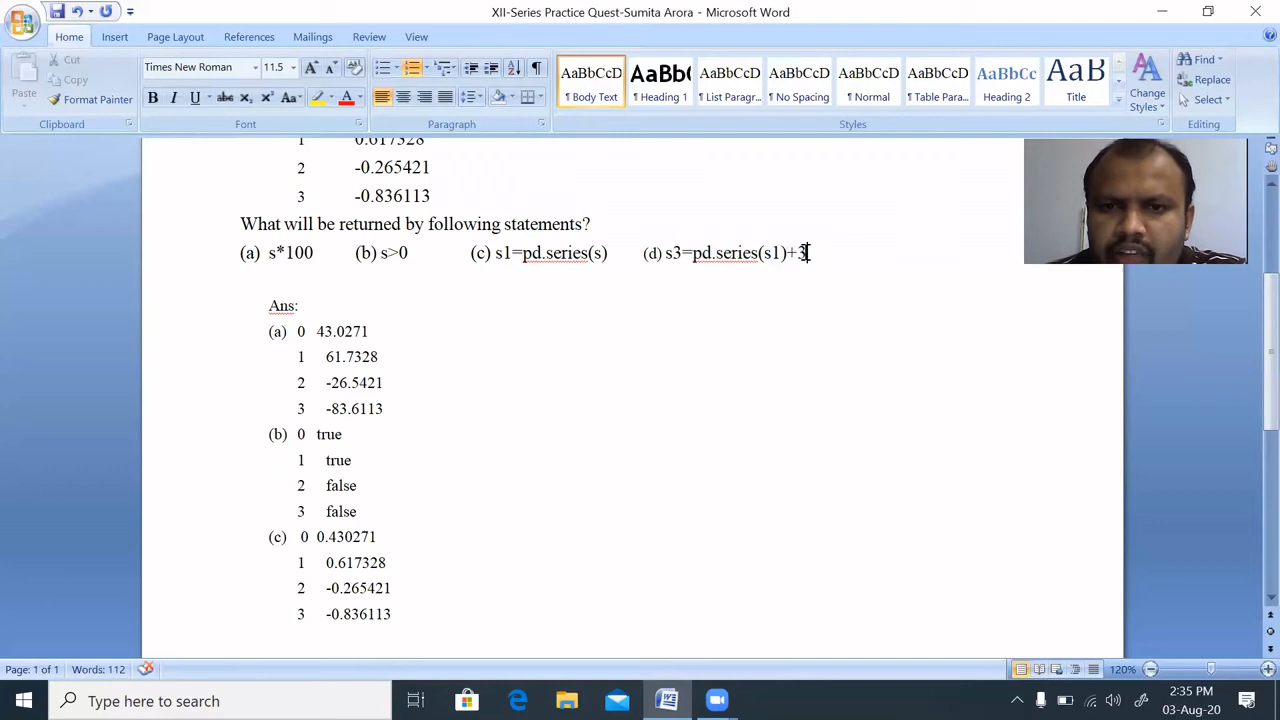 XII-Series Practice Quest-Sumita Arora - Microsoft Word
Home Insert Page Layout References Mailings Review View
Cut
Copy
Format Painter
Paste
Clipboard
Times New Roman 11.5
Font
Paragraph
AaBbCcD AaBb( AaBbCcD AaBbCcD AaBbCcD AaBbCcD AaBbCc AaB
¶ Body Text ¶ Heading 1 ¶ List Paragr... ¶ No Spacing ¶ Normal ¶ Table Para... Heading 2 Title
Change Styles
Styles
Find
Replace
Select
Editing
1 0.617328
2 -0.265421
3 -0.836113
What will be returned by following statements?
(a) s*100 (b) s>0 (c) s1=pd.series(s) (d) s3=pd.series(s1)+3
Ans:
(a) 0 43.0271
1 61.7328
2 -26.5421
3 -83.6113
(b) 0 true
1 true
2 false
3 false
(c) 0 0.430271
1 0.617328
2 -0.265421
3 -0.836113
Page: 1 of 1 Words: 112 120%
Type here to search
2:35 PM
03-Aug-20